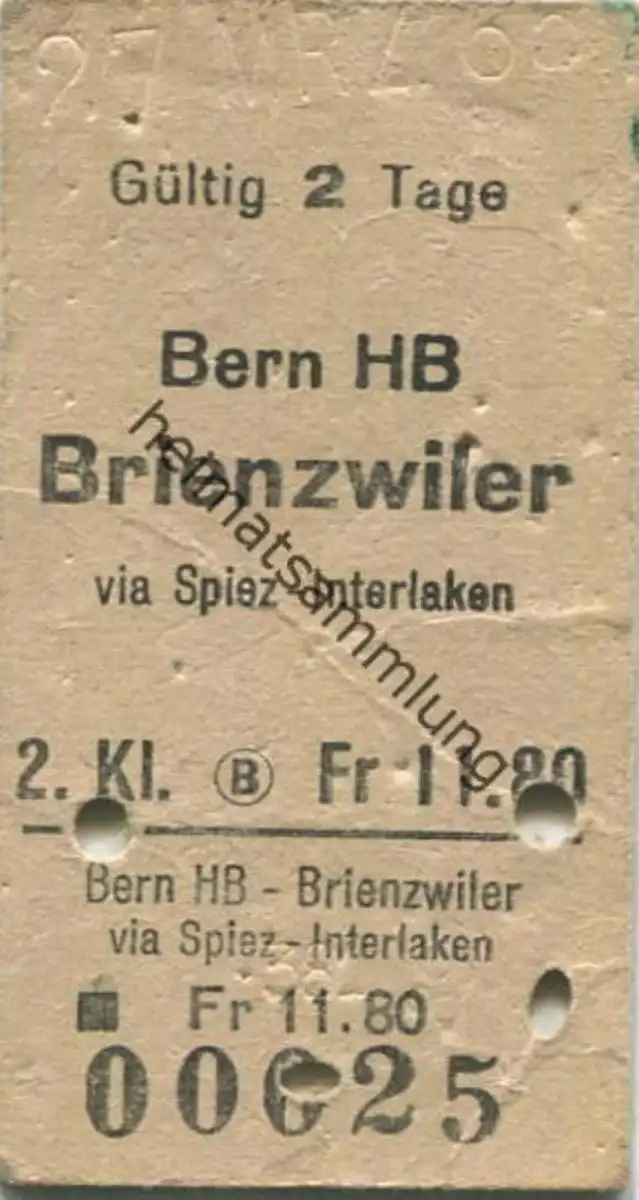 Gültig 2 Tage
Bern HB
Brienzwiler
via Spiez-Interlaken
heimatsammlung
2. Kl. B Fr 11.80
Bern HB - Brienzwiler
via Spiez-Interlaken
Fr 11.80
00025